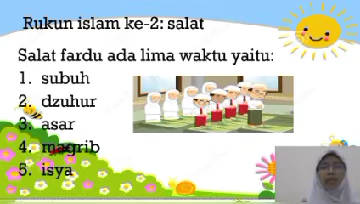 Rukun islam ke-2: salat
Salat fardu ada lima waktu yaitu:
1. subuh
2. dzuhur
3. asar
4. magrib
5. isya